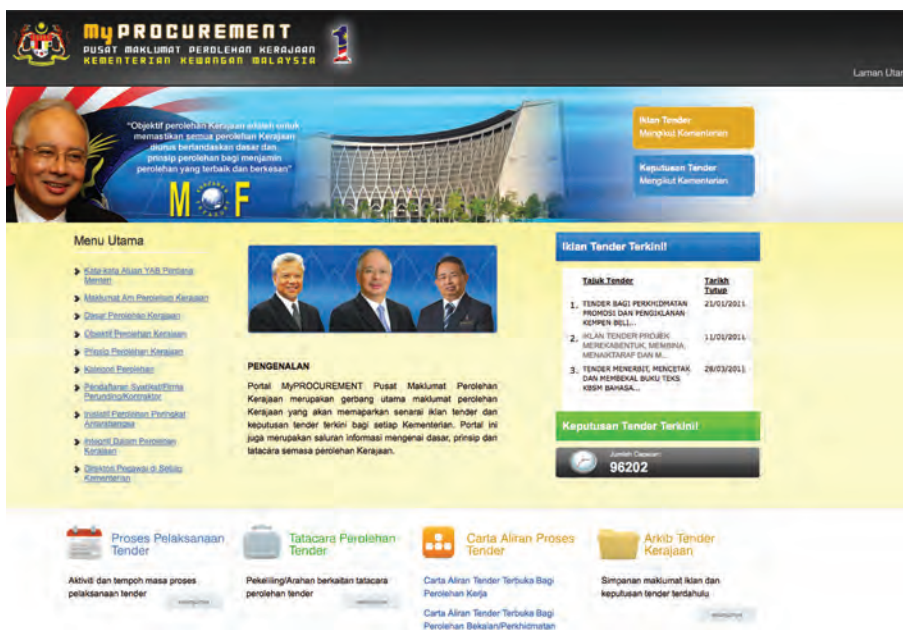 MyPROCUREMENT
PUSAT MAKLUMAT PEROLEHAN KERAJAAN
KEMENTERIAN KEWANGAN MALAYSIA
1
Laman Utam
"Objektif perolehan Kerajaan adalah untuk
memastikan semua perolehan Kerajaan
diurus berlandaskan dasar dan
prinsip perolehan bagi menjamin
perolehan yang terbaik dan berkesan"
MOF
Iklan Tender
Mengikut Kementerian
Keputusan Tender
Mengikut Kementerian
Menu Utama
Kata-kata Aluan YAB Perdana
Menteri
Maklumat Am Perolehan Kerajaan
Dasar Perolehan Kerajaan
Objektif Perolehan Kerajaan
Prinsip Perolehan Kerajaan
Kategori Perolehan
Pendaftaran Syarikat/Firma
Perunding/Kontraktor
Inisiatif Perolehan Peringkat
Antarabangsa
Integriti Dalam Perolehan
Kerajaan
Direktori Pegawai di Setiap
Kementerian
PENGENALAN
Portal MyPROCUREMENT Pusat Maklumat Perolehan
Kerajaan merupakan gerbang utama maklumat perolehan
Kerajaan yang akan memaparkan senarai iklan tender dan
keputusan tender terkini bagi setiap Kementerian. Portal ini
juga merupakan saluran informasi mengenai dasar, prinsip dan
tatacara semasa perolehan Kerajaan.
Iklan Tender Terkini!
Tajuk Tender Tarikh
Tutup
1. TENDER BAGI PERKHIDMATAN 21/01/2011
PROMOSI DAN PENGIKLANAN
KEMPEN BELI...
2. IKLAN TENDER PROJEK 11/01/2011
MEREKABENTUK, MEMBINA,
MENAIKTARAF DAN M...
3. TENDER MENERBIT, MENCETAK 28/03/2011
DAN MEMBEKAL BUKU TEKS
KBSM BAHASA...
Keputusan Tender Terkini!
Jumlah Capaian:
96202
Proses Pelaksanaan
Tender
Aktiviti dan tempoh masa proses
pelaksanaan tender
Tatacara Perolehan
Tender
Pekeliling/Arahan berkaitan tatacara
perolehan tender
Carta Aliran Proses
Tender
Carta Aliran Tender Terbuka Bagi
Perolehan Kerja
Carta Aliran Tender Terbuka Bagi
Perolehan Bekalan/Perkhidmatan
Arkib Tender
Kerajaan
Simpanan maklumat iklan dan
keputusan tender terdahulu